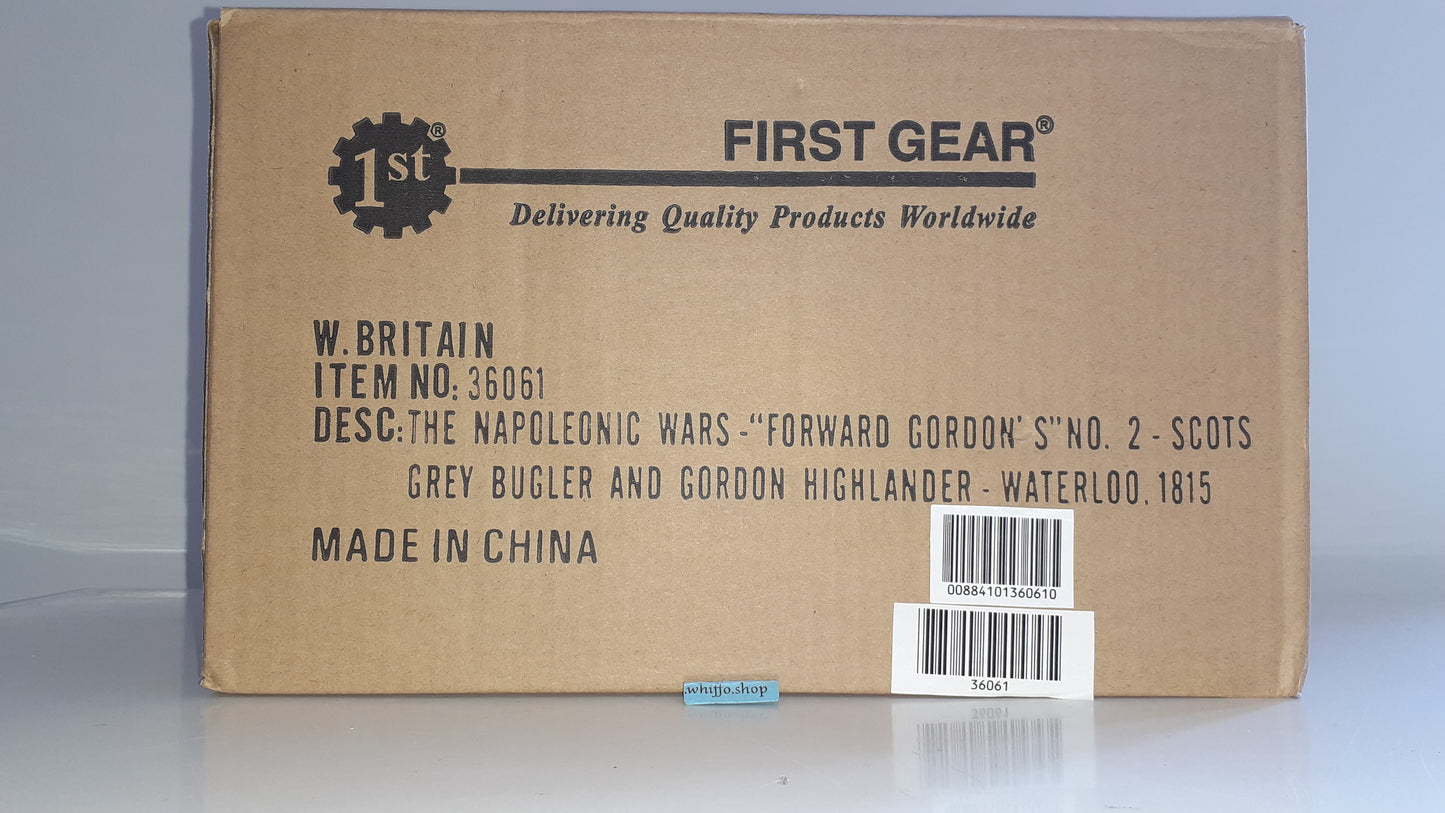 1st®
FIRST GEAR®
Delivering Quality Products Worldwide
W. BRITAIN
ITEM NO: 36061
DESC: THE NAPOLEONIC WARS - "FORWARD GORDON'S" NO. 2 - SCOTS
GREY BUGLER AND GORDON HIGHLANDER - WATERLOO, 1815
MADE IN CHINA
00884101360610
36061
whiffo.shop